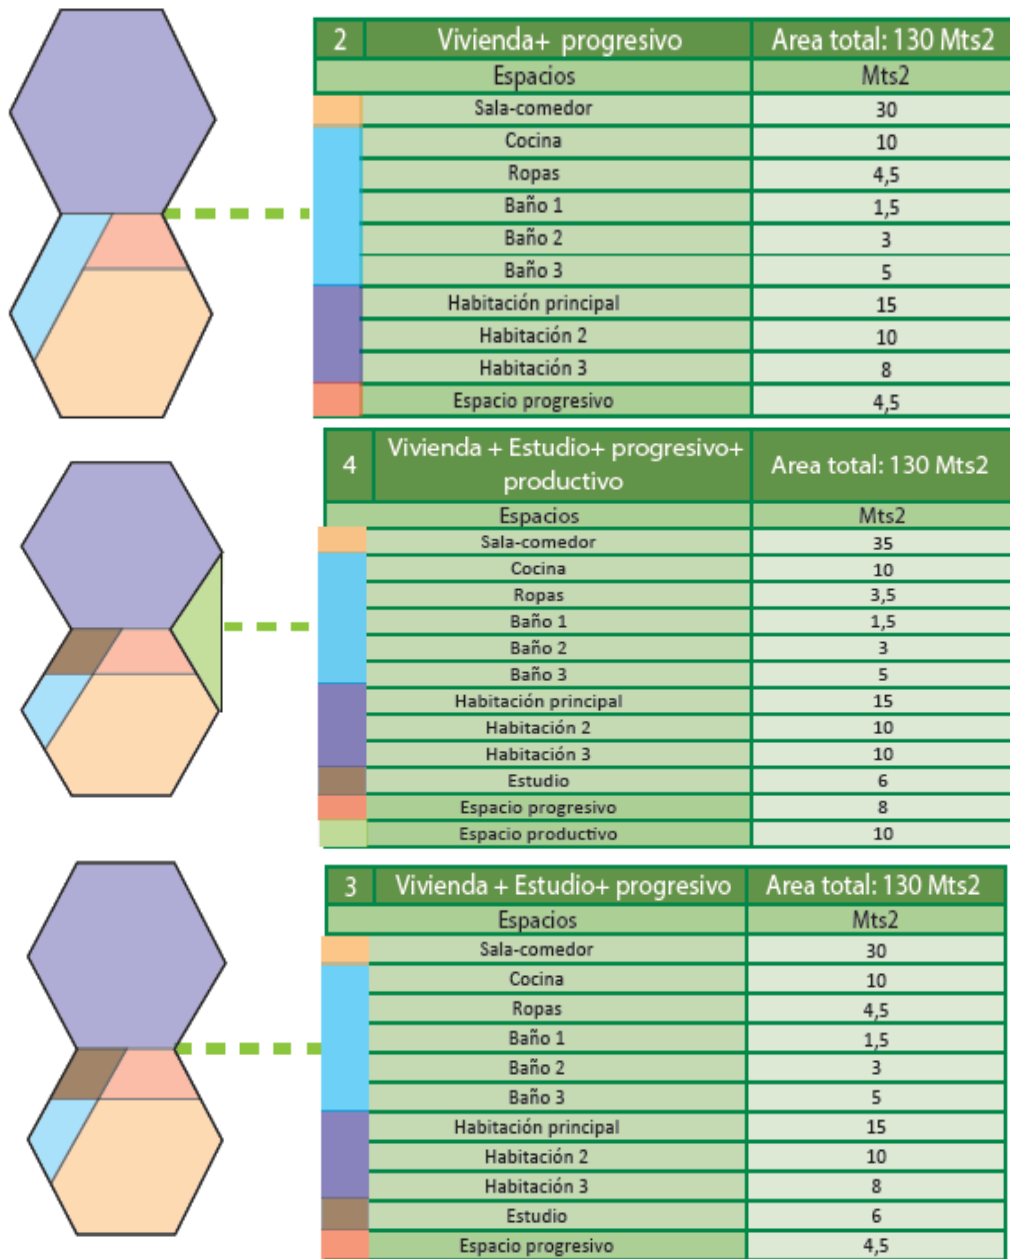 2 Vivienda+ progresivo Area total: 130 Mts2
Espacios Mts2
Sala-comedor 30
Cocina 10
Ropas 4,5
Baño 1 1,5
Baño 2 3
Baño 3 5
Habitación principal 15
Habitación 2 10
Habitación 3 8
Espacio progresivo 4,5
4 Vivienda + Estudio+ progresivo+ productivo Area total: 130 Mts2
Espacios Mts2
Sala-comedor 35
Cocina 10
Ropas 3,5
Baño 1 1,5
Baño 2 3
Baño 3 5
Habitación principal 15
Habitación 2 10
Habitación 3 10
Estudio 6
Espacio progresivo 8
Espacio productivo 10
3 Vivienda + Estudio+ progresivo Area total: 130 Mts2
Espacios Mts2
Sala-comedor 30
Cocina 10
Ropas 4,5
Baño 1 1,5
Baño 2 3
Baño 3 5
Habitación principal 15
Habitación 2 10
Habitación 3 8
Estudio 6
Espacio progresivo 4,5